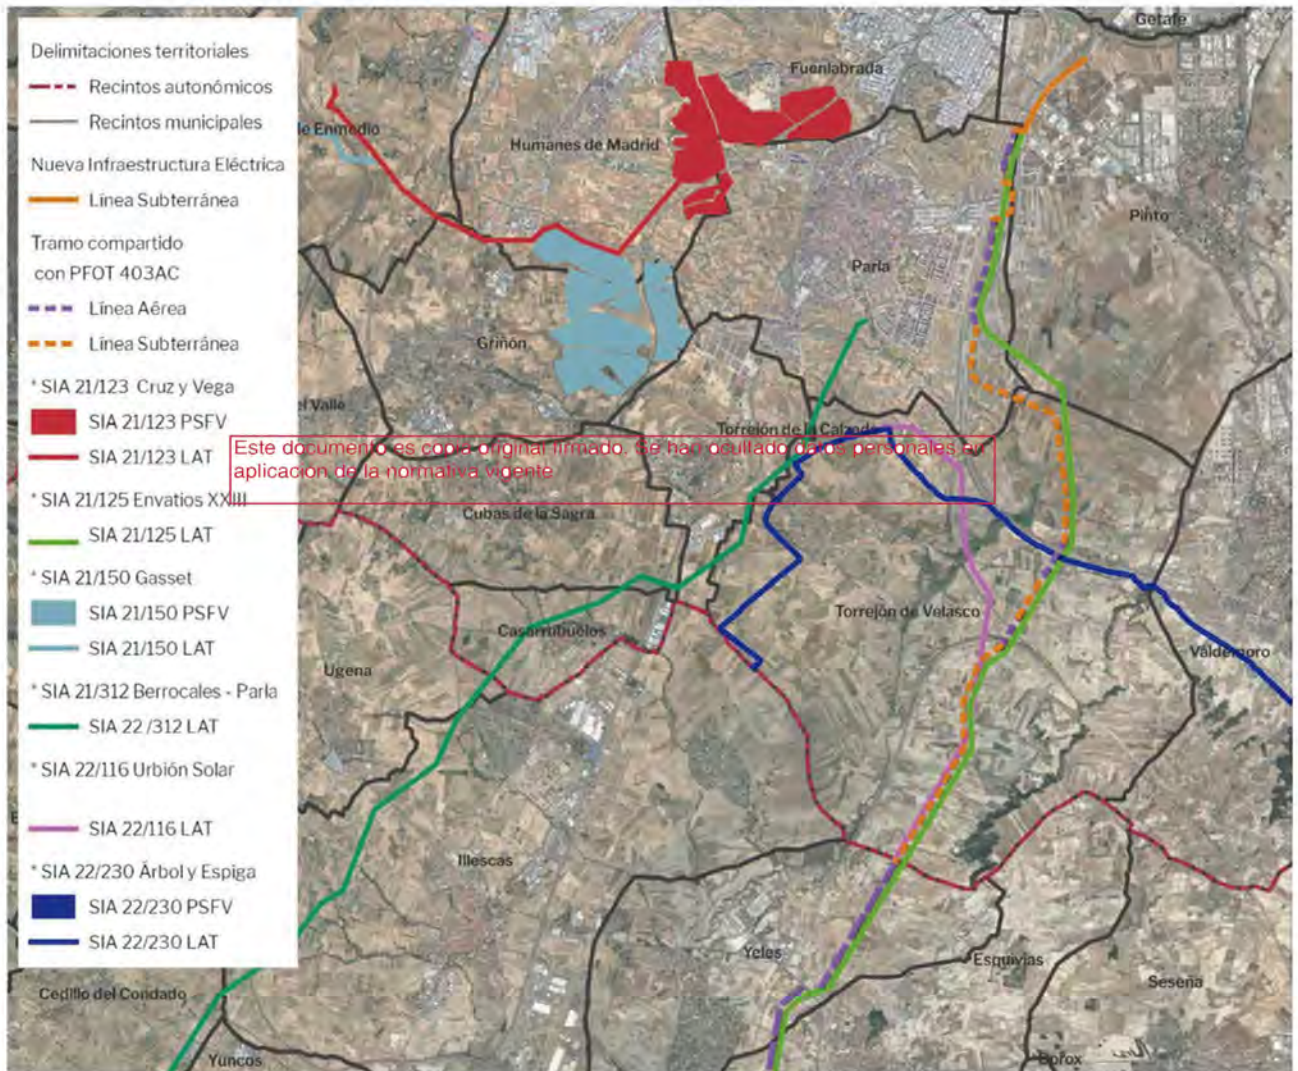 Delimitaciones territoriales
Recintos autonómicos
Recintos municipales
Nueva Infraestructura Eléctrica
Línea Subterránea
Tramo compartido
con PFOT 403AC
Línea Aérea
Línea Subterránea
* SIA 21/123 Cruz y Vega
SIA 21/123 PSFV
SIA 21/123 LAT
* SIA 21/125 Envatios XXIII
SIA 21/125 LAT
* SIA 21/150 Gasset
SIA 21/150 PSFV
SIA 21/150 LAT
* SIA 21/312 Berrocales - Parla
SIA 22 /312 LAT
* SIA 22/116 Urbión Solar
SIA 22/116 LAT
* SIA 22/230 Árbol y Espiga
SIA 22/230 PSFV
SIA 22/230 LAT
Getafe
Fuenlabrada
de Enmedio
Humanes de Madrid
Pinto
Parla
Griñón
el Valle
Torrejón de la Calzada
Este documento es copia original firmado. Se han ocultado datos personales en
aplicación de la normativa vigente
Cubas de la Sagra
Casarrubuelos
Torrejón de Velasco
Valdemoro
Ugena
Illescas
Yeles
Esquivias
Seseña
Cedillo del Condado
Yuncos
Borox